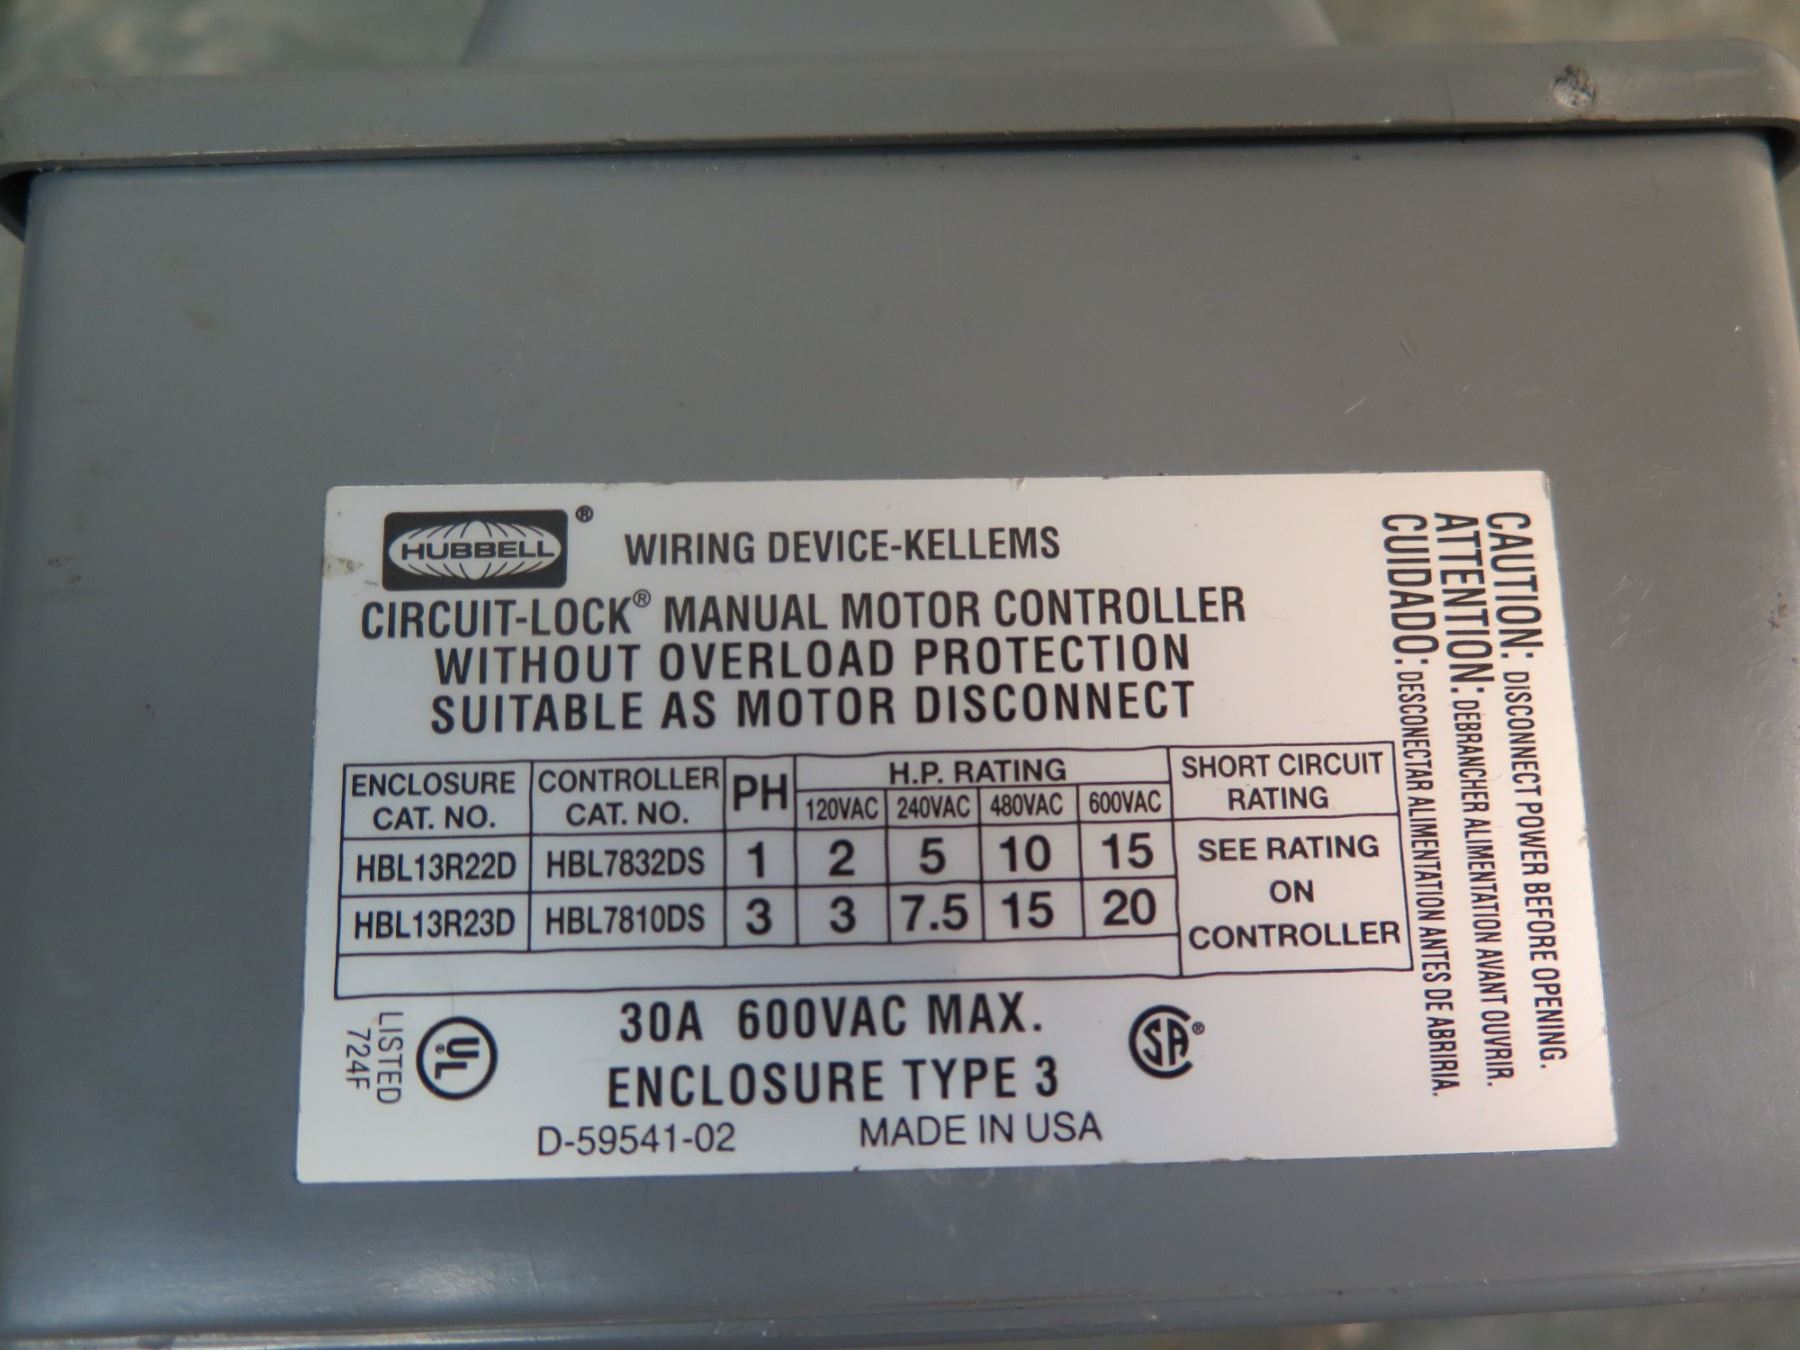 HUBBELL ® WIRING DEVICE-KELLEMS
CIRCUIT-LOCK® MANUAL MOTOR CONTROLLER
WITHOUT OVERLOAD PROTECTION
SUITABLE AS MOTOR DISCONNECT
ENCLOSURE CAT. NO. CONTROLLER CAT. NO. PH H.P. RATING SHORT CIRCUIT RATING
120VAC 240VAC 480VAC 600VAC
HBL13R22D HBL7832DS 1 2 5 10 15 SEE RATING
ON
HBL13R23D HBL7810DS 3 3 7.5 15 20 CONTROLLER
LISTED
724F
UL ®
30A 600VAC MAX.
ENCLOSURE TYPE 3
SA ®
D-59541-02 MADE IN USA
CAUTION: DISCONNECT POWER BEFORE OPENING.
ATTENTION: DEBRANCHER ALIMENTATION AVANT OUVRIR.
CUIDADO: DESCONECTAR ALIMENTATION ANTES DE ABRIRIA.